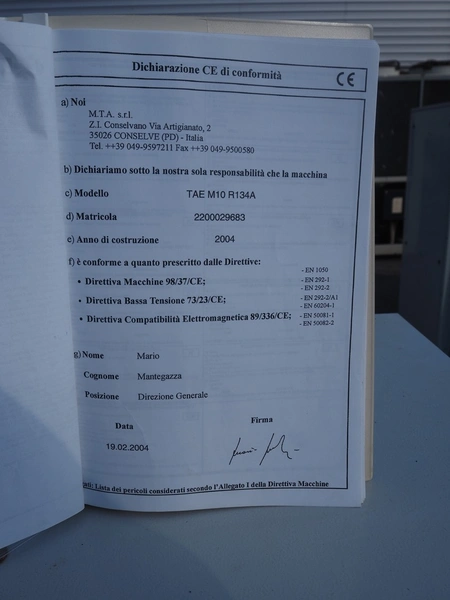 Dichiarazione CE di conformità
CE
a) Noi
M.T.A. s.r.l.
Z.I. Conselvano Via Artigianato, 2
35026 CONSELVE (PD) - Italia
Tel. ++39 049-9597211 Fax ++39 049-9500580
b) Dichiariamo sotto la nostra sola responsabilità che la macchina
c) Modello TAE M10 R134A
d) Matricola 2200029683
e) Anno di costruzione 2004
f) è conforme a quanto prescritto dalle Direttive:
- EN 1050
• Direttiva Macchine 98/37/CE; - EN 292-1
- EN 292-2
• Direttiva Bassa Tensione 73/23/CE; - EN 292-2/A1
- EN 60204-1
• Direttiva Compatibilità Elettromagnetica 89/336/CE; - EN 50081-1
- EN 50082-2
g) Nome Mario
Cognome Mantegazza
Posizione Direzione Generale
Data Firma
19.02.2004
Lista dei pericoli considerati secondo l'Allegato I della Direttiva Macchine